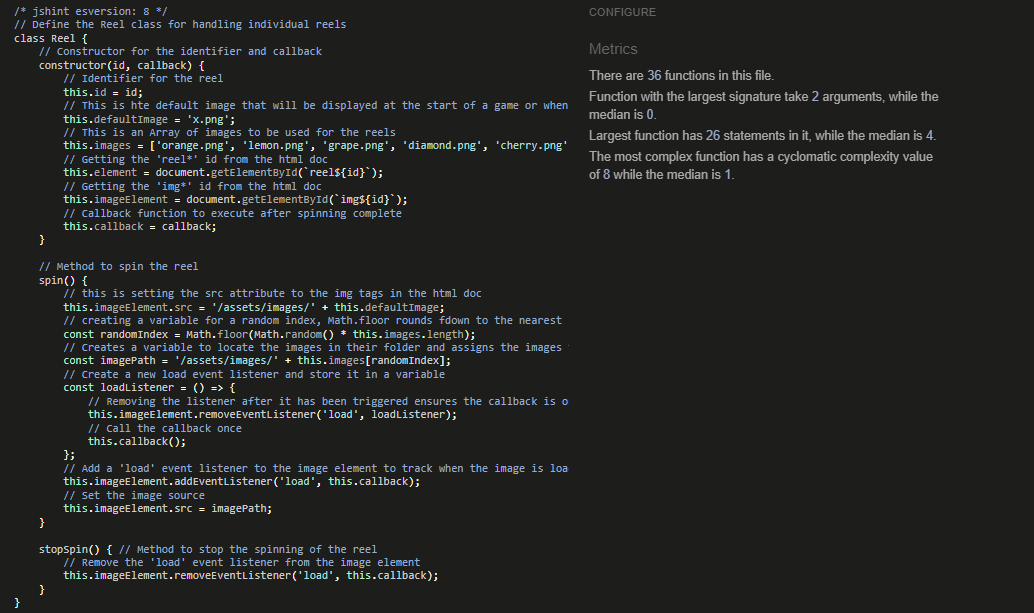 /* jshint esversion: 8 */
// Define the Reel class for handling individual reels
class Reel {
    // Constructor for the identifier and callback
    constructor(id, callback) {
        // Identifier for the reel
        this.id = id;
        // This is hte default image that will be displayed at the start of a game or when
        this.defaultImage = 'x.png';
        // This is an Array of images to be used for the reels
        this.images = ['orange.png', 'lemon.png', 'grape.png', 'diamond.png', 'cherry.png'
        // Getting the 'reel*' id from the html doc
        this.element = document.getElementById(`reel${id}`);
        // Getting the 'img*' id from the html doc
        this.imageElement = document.getElementById(`img${id}`);
        // Callback function to execute after spinning complete
        this.callback = callback;
    }
    // Method to spin the reel
    spin() {
        // this is setting the src attribute to the img tags in the html doc
        this.imageElement.src = '/assets/images/' + this.defaultImage;
        // creating a variable for a random index, Math.floor rounds fdown to the nearest
        const randomIndex = Math.floor(Math.random() * this.images.length);
        // Creates a variable to locate the images in their folder and assigns the images
        const imagePath = '/assets/images/' + this.images[randomIndex];
        // Create a new load event listener and store it in a variable
        const loadListener = () => {
            // Removing the listener after it has been triggered ensures the callback is o
            this.imageElement.removeEventListener('load', loadListener);
            // Call the callback once
            this.callback();
        };
        // Add a 'load' event listener to the image element to track when the image is loa
        this.imageElement.addEventListener('load', this.callback);
        // Set the image source
        this.imageElement.src = imagePath;
    }
    stopSpin() { // Method to stop the spinning of the reel
        // Remove the 'load' event listener from the image element
        this.imageElement.removeEventListener('load', this.callback);
    }
}
CONFIGURE
Metrics
There are 36 functions in this file.
Function with the largest signature take 2 arguments, while the
median is 0.
Largest function has 26 statements in it, while the median is 4.
The most complex function has a cyclomatic complexity value
of 8 while the median is 1.